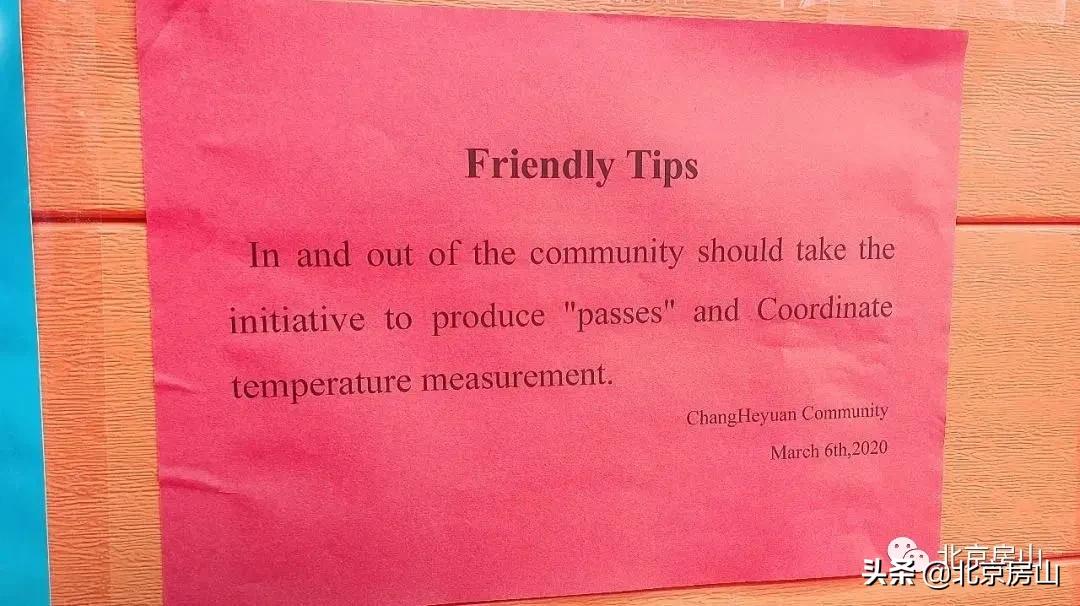 Friendly Tips
In and out of the community should take the
initiative to produce "passes" and Coordinate
temperature measurement.
ChangHeyuan Community
March 6th,2020
北京房山
头条 @北京房山